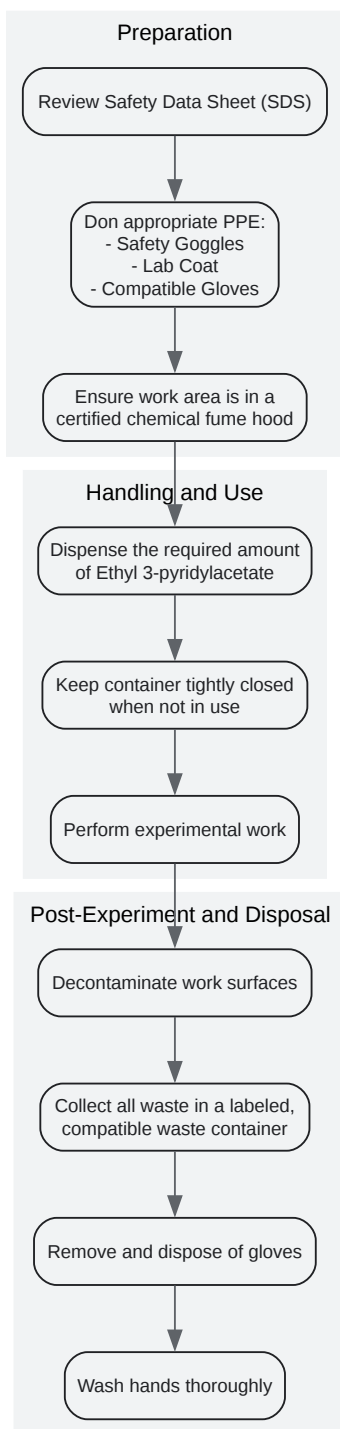 Preparation
Review Safety Data Sheet (SDS)
Don appropriate PPE:
- Safety Goggles
- Lab Coat
- Compatible Gloves
Ensure work area is in a
certified chemical fume hood
Handling and Use
Dispense the required amount
of Ethyl 3-pyridylacetate
Keep container tightly closed
when not in use
Perform experimental work
Post-Experiment and Disposal
Decontaminate work surfaces
Collect all waste in a labeled,
compatible waste container
Remove and dispose of gloves
Wash hands thoroughly